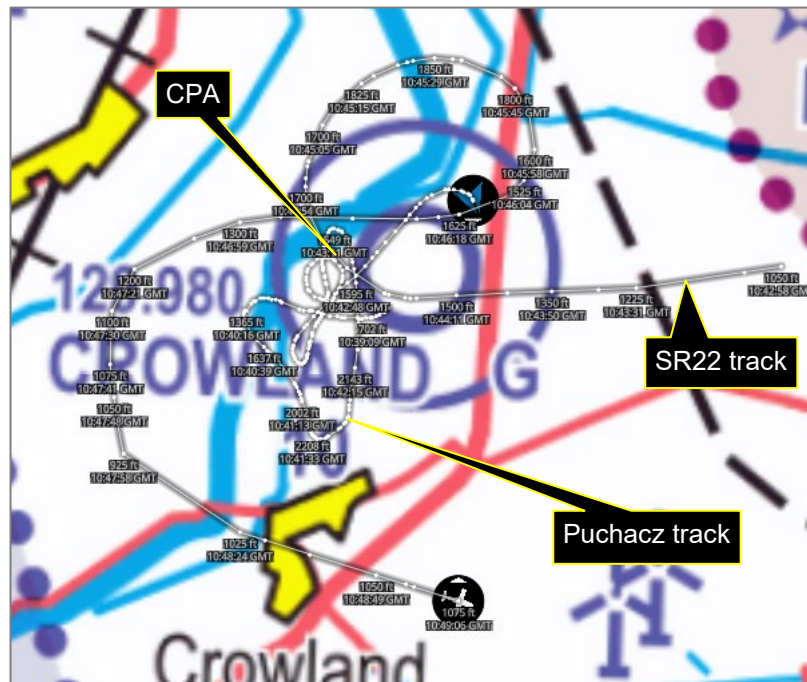 1850 ft
10:45:29 GMT
CPA
1825 ft
10:45:15 GMT
1800 ft
10:45:45 GMT
1700 ft
10:45:05 GMT
1600 ft
10:45:58 GMT
1700 ft
54 GMT
1525 ft
10:46:04 GMT
1300 ft
10:46:59 GMT
1625 ft
10:46:18 GMT
1649 ft
1200 ft
10:47:21 GMT
1050 ft
10:42:58 GMT
.980
1595 ft
10:42:48 GMT
1500 ft
10:44:11 GMT
1350 ft
10:43:50 GMT
1225 ft
10:43:31 GMT
1100 ft
10:47:30 GMT
1365 ft
10:40:16 GMT
702 ft
10:39:09 GMT
1637 ft
10:40:39 GMT
CROWLAND G
SR22 track
1075 ft
10:47:41 GMT
2143 ft
10:42:15 GMT
1050 ft
10:47:48 GMT
2002 ft
10:41:13 GMT
2208 ft
10:41:33 GMT
925 ft
10:47:58 GMT
Puchacz track
1025 ft
10:48:24 GMT
1050 ft
10:48:49 GMT
1075 ft
10:49:06 GMT
Crowland